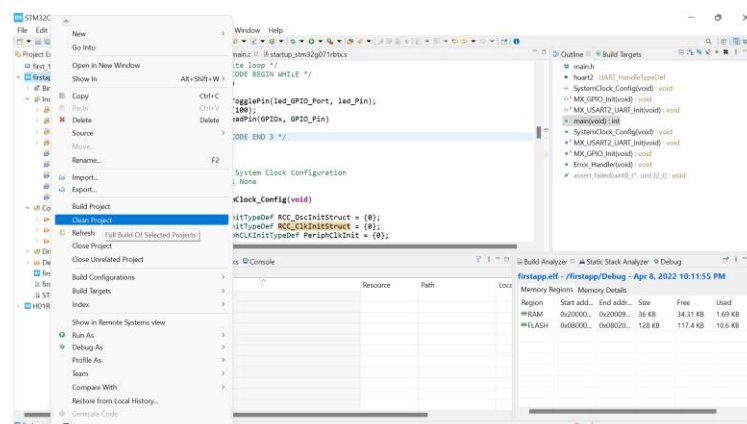 STM32C
File Edit
Window Help
New
Go Into
Open in New Window
Show In Alt+Shift+W >
Copy Ctrl+C
Paste Ctrl+V
Delete Delete
Source
Move...
Rename... F2
Import...
Export...
Build Project
Clean Project
Refresh
Full Build Of Selected Projects
Close Project
Close Unrelated Project
Build Configurations
Build Targets
Index
Show in Remote Systems view
Run As
Debug As
Profile As
Team
Compare With
Restore from Local History...
Generate Code
Project E
first_1
firstap
Bin
Inc
Co
Dr
De
firs
firs
ST
H01R
main.c startup_stm32g071rbtx.s
ite loop */
CODE BEGIN WHILE */
)
TogglePin(led_GPIO_Port, led_Pin);
(100);
adPin(GPIOx, GPIO_Pin)
CODE END 3 */
System Clock Configuration
None
mClock_Config(void)
nitTypeDef RCC_OscInitStruct = {0};
itTypeDef RCC_ClkInitStruct = {0};
phCLKInitTypeDef PeriphClkInit = {0};
Outline Build Targets
main.h
huart2 : UART_HandleTypeDef
SystemClock_Config(void) : void
MX_GPIO_Init(void) : void
MX_USART2_UART_Init(void) : void
main(void) : int
SystemClock_Config(void) : void
MX_USART2_UART_Init(void) : void
MX_GPIO_Init(void) : void
Error_Handler(void) : void
assert_failed(uint8_t*, uint32_t) : void
ks Console
Resource Path Loca
Build Analyzer Static Stack Analyzer Debug
firstapp.elf - /firstapp/Debug - Apr 8, 2022 10:11:55 PM
Memory Regions Memory Details
Region Start add... End addr... Size Free Used
RAM 0x20000... 0x20009... 36 KB 34.31 KB 1.69 KB
FLASH 0x08000... 0x08020... 128 KB 117.4 KB 10.6 KB